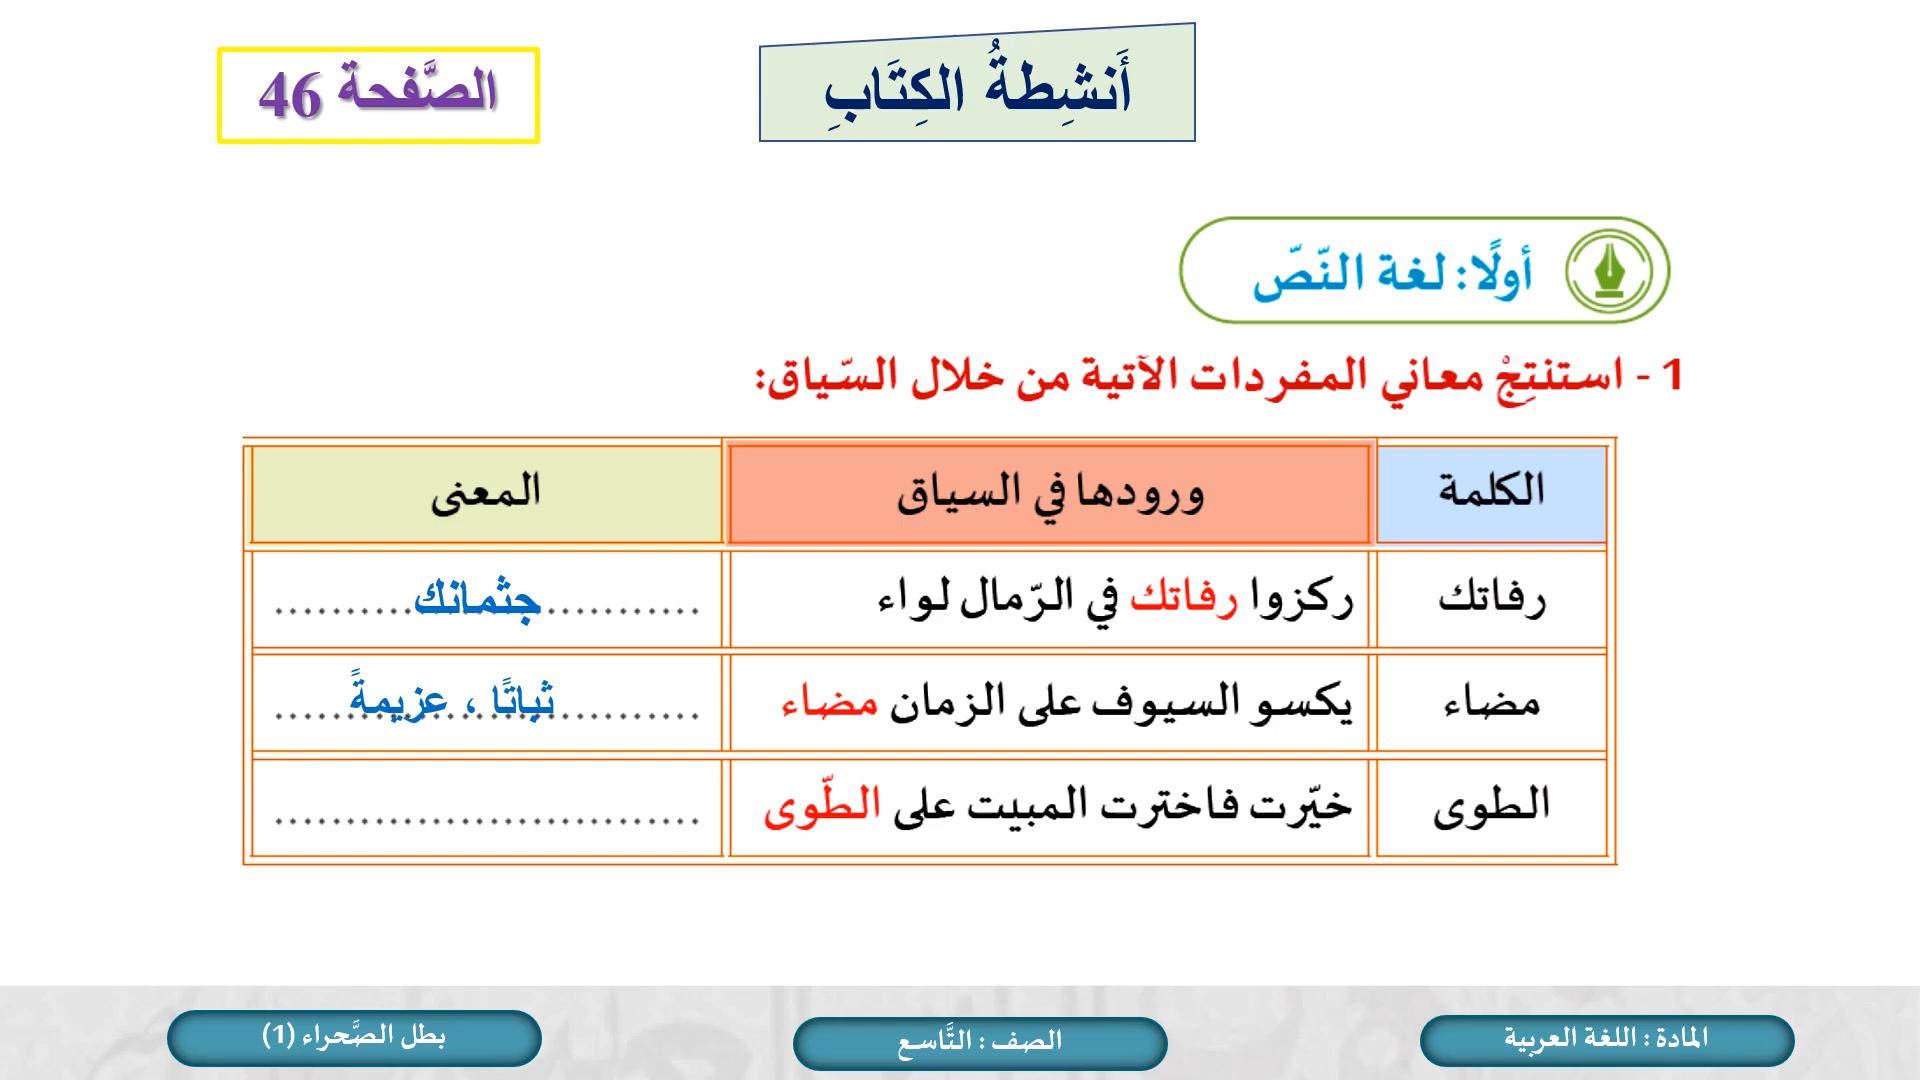 أَنشِطةُ الكِتَابِ
الصَّفحة 46
أولًا: لغة النّصّ
1 - استنتِجْ معاني المفردات الآتية من خلال السّياق:
الكلمة ورودها في السياق المعنى
رفاتك ركزوا رفاتك في الرّمال لواء جثمانك
مضاء يكسو السيوف على الزمان مضاء ثباتًا ، عزيمةً
الطوى خيّرت فاخترت المبيت على الطّوى
المادة : اللغة العربية
الصف : التَّاسع
بطل الصَّحراء (1)